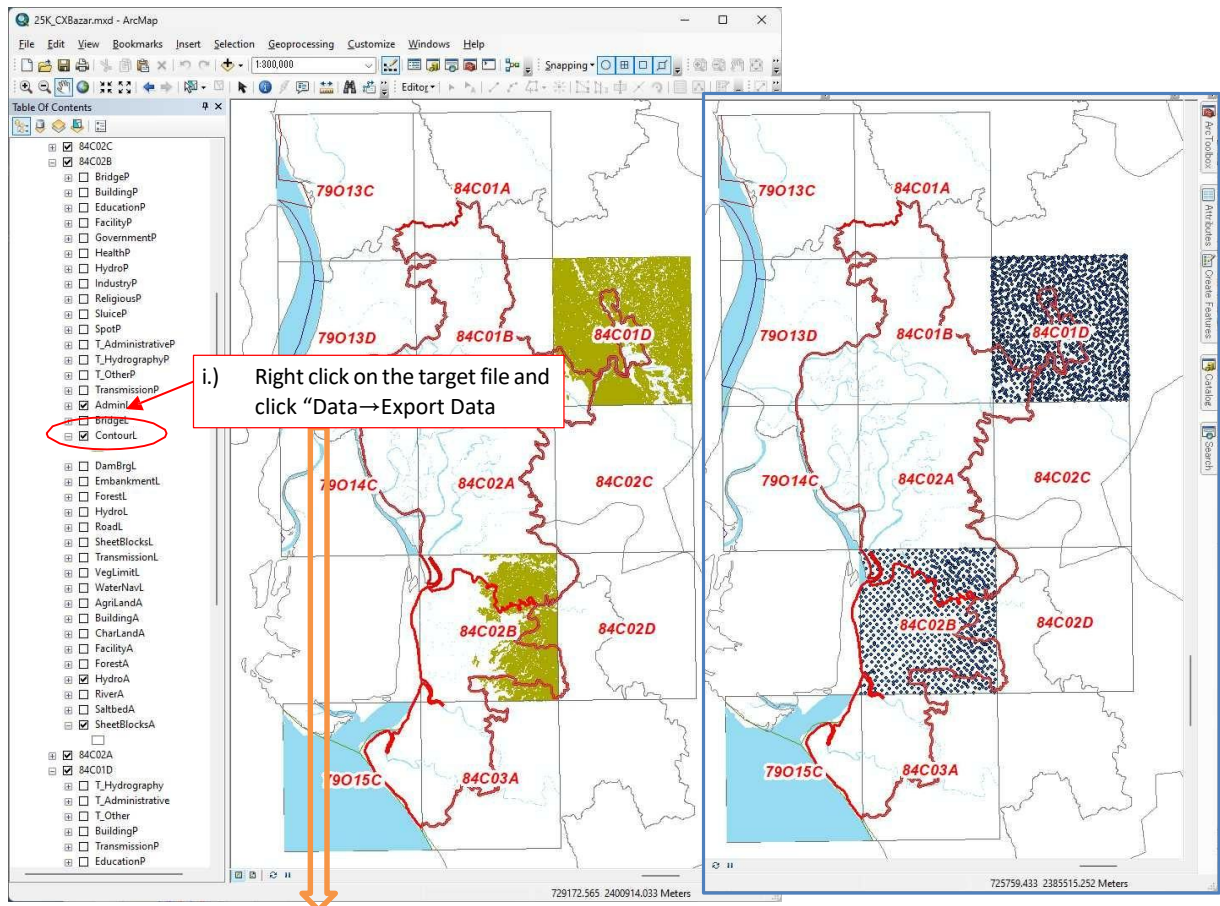 25K_CXBazar.mxd - ArcMap
File Edit View Bookmarks Insert Selection Geoprocessing Customize Windows Help
1:300,000
Snapping
Editor
Table Of Contents
84C02C
84C02B
BridgeP
BuildingP
EducationP
FacilityP
GovernmentP
HealthP
HydroP
IndustryP
ReligiousP
SluiceP
SpotP
T_AdministrativeP
T_HydrographyP
T_OtherP
TransmissionP
AdminL
BridgeL
ContourL
DamBrgL
EmbankmentL
ForestL
HydroL
RoadL
SheetBlocksL
TransmissionL
VegLimitL
WaterNavL
AgriLandA
BuildingA
CharLandA
FacilityA
ForestA
HydroA
RiverA
SaltbedA
SheetBlocksA
84C02A
84C01D
T_Hydrography
T_Administrative
T_Other
BuildingP
TransmissionP
EducationP
i.) Right click on the target file and
click “Data→Export Data
79O13C
84C01A
79O13D
84C01B
84C01D
79O14C
84C02A
84C02C
84C02B
84C02D
79O15C
84C03A
729172.565 2400914.033 Meters
79O13C
84C01A
79O13D
84C01B
84C01D
79O14C
84C02A
84C02C
84C02B
84C02D
79O15C
84C03A
725759.433 2385515.252 Meters
ArcToolbox
Attributes
Create Features
Catalog
Search